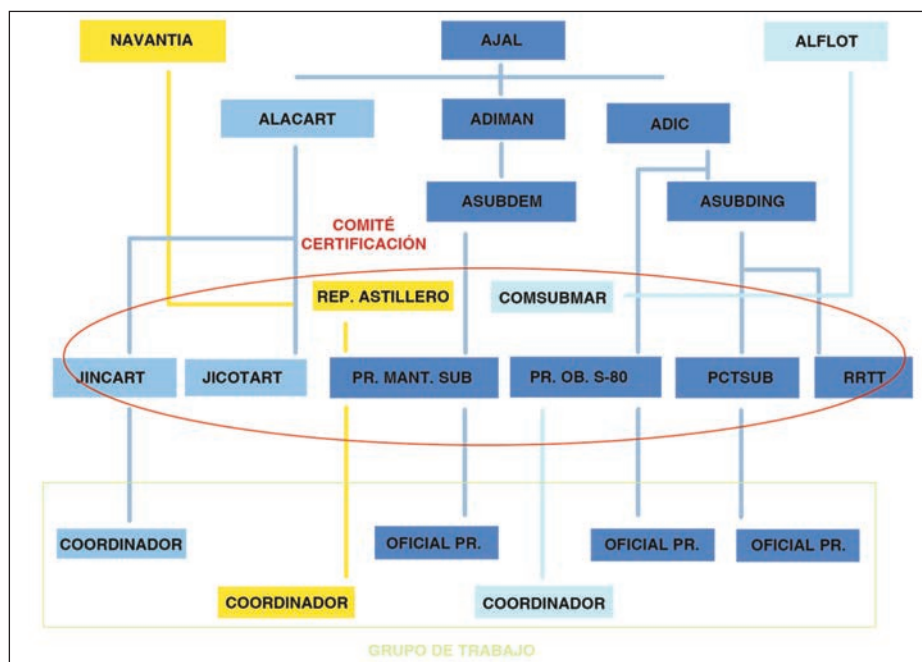 NAVANTIA
AJAL
ALFLOT
ALACART
ADIMAN
ADIC
ASUBDEM
ASUBDING
COMITÉ
CERTIFICACIÓN
REP. ASTILLERO
COMSUBMAR
JINCART
JICOTART
PR. MANT. SUB
PR. OB. S-80
PCTSUB
RRTT
COORDINADOR
OFICIAL PR.
OFICIAL PR.
OFICIAL PR.
COORDINADOR
COORDINADOR
GRUPO DE TRABAJO